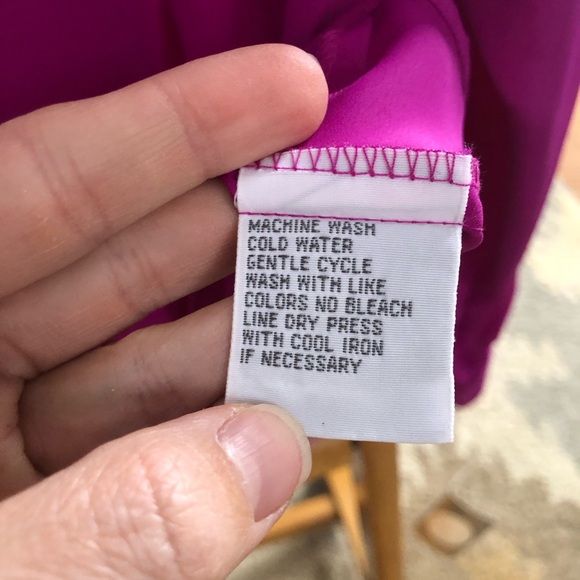 MACHINE WASH
COLD WATER
GENTLE CYCLE
WASH WITH LIKE
COLORS NO BLEACH
LINE DRY PRESS
WITH COOL IRON
IF NECESSARY